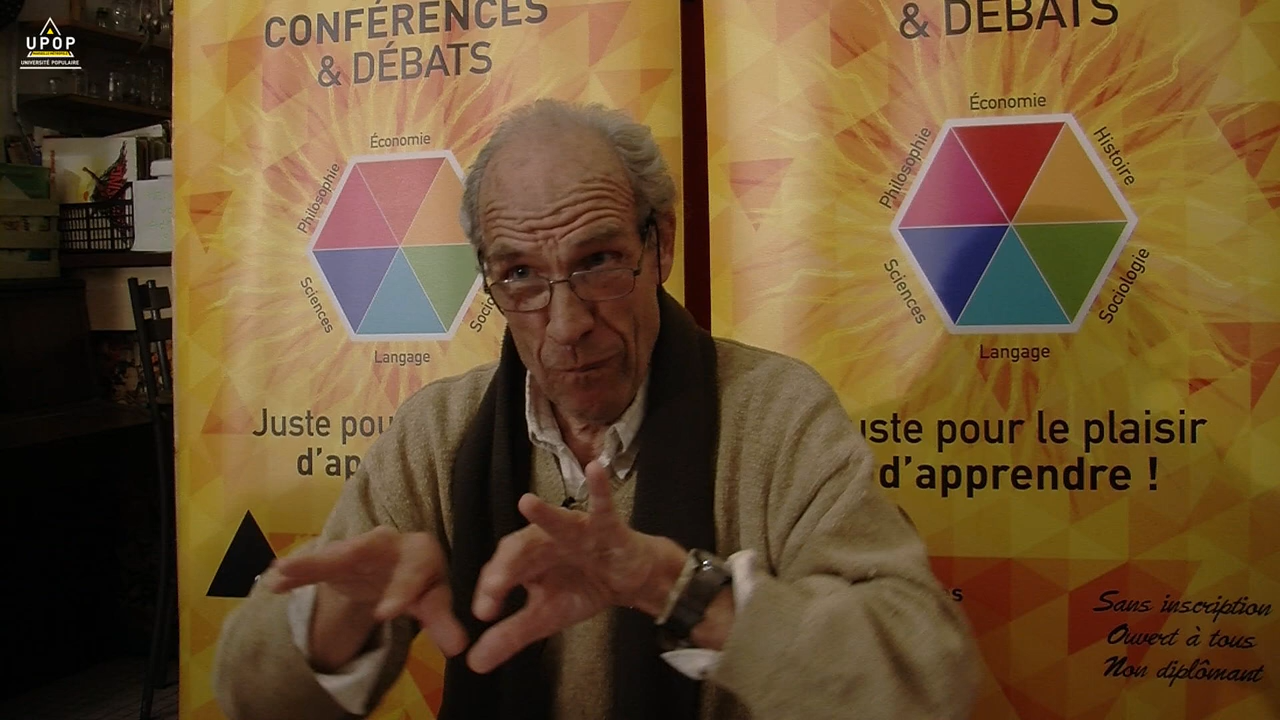 UPOP
UNIVERSITÉ POPULAIRE
CONFÉRENCES
& DÉBATS
Économie
Philosophie
Sciences
Langage
Juste pou
d'ap
& DÉBATS
Économie
Histoire
Philosophie
Sociologie
Sciences
Langage
uste pour le plaisir
d'apprendre !
Sans inscription
Ouvert à tous
Non diplômant